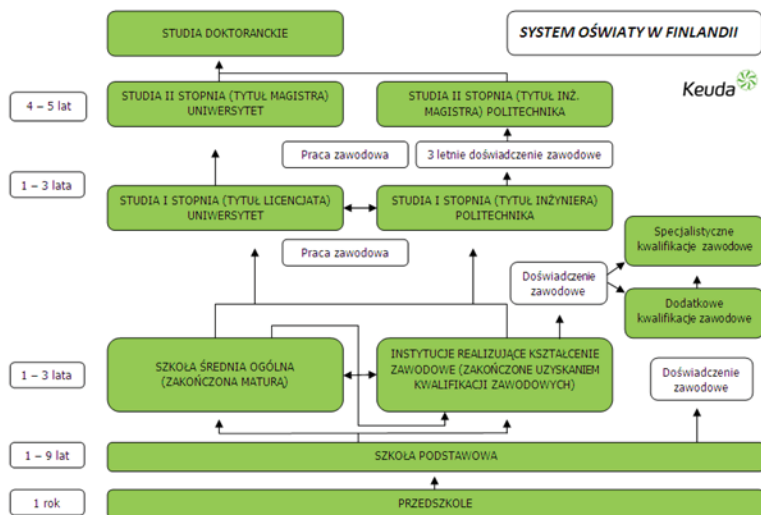 STUDIA DOKTORANCKIE
SYSTEM OŚWIATY W FINLANDII
Keuda
4 – 5 lat
STUDIA II STOPNIA (TYTUŁ MAGISTRA)
UNIWERSYTET
STUDIA II STOPNIA (TYTUŁ INŻ.
MAGISTRA) POLITECHNIKA
Praca zawodowa
3 letnie doświadczenie zawodowe
1 – 3 lata
STUDIA I STOPNIA (TYTUŁ LICENCJATA)
UNIWERSYTET
STUDIA I STOPNIA (TYTUŁ INŻYNIERA)
POLITECHNIKA
Praca zawodowa
Specjalistyczne
kwalifikacje zawodowe
Doświadczenie
zawodowe
Dodatkowe
kwalifikacje zawodowe
1 – 3 lata
SZKOŁA ŚREDNIA OGÓLNA
(ZAKOŃCZONA MATURĄ)
INSTYTUCJE REALIZUJĄCE KSZTAŁCENIE
ZAWODOWE (ZAKOŃCZONE UZYSKANIEM
KWALIFIKACJI ZAWODOWYCH)
Doświadczenie
zawodowe
1 – 9 lat
SZKOŁA PODSTAWOWA
1 rok
PRZEDSZKOLE